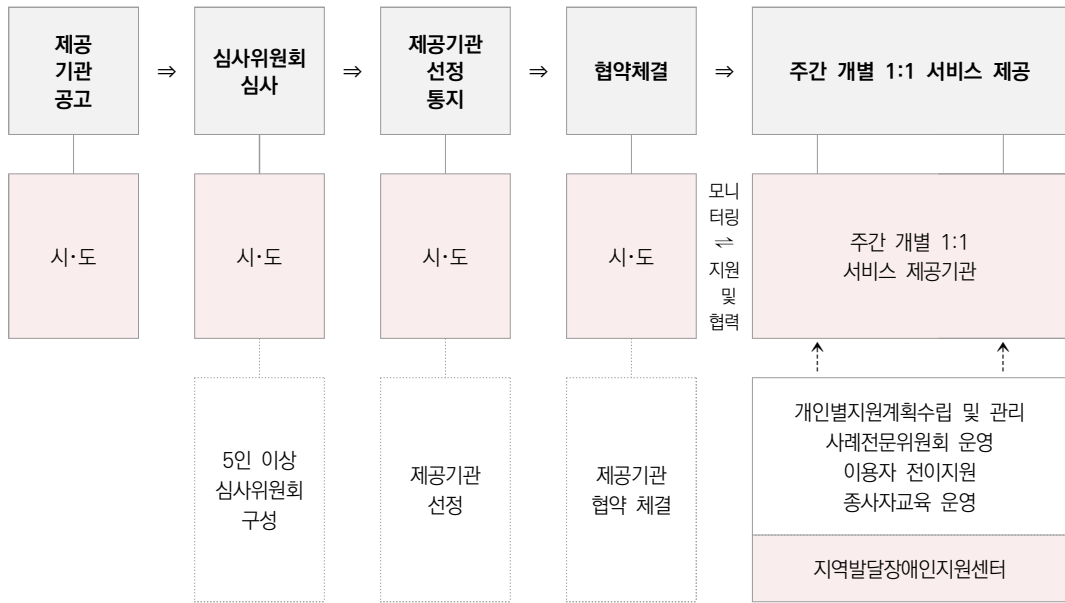 제공
기관
공고
⇒
심사위원회
심사
⇒
제공기관
선정
통지
⇒
협약체결
⇒
주간 개별 1:1 서비스 제공
시·도
시·도
시·도
시·도
모니
터링
⇌
지원
및
협력
주간 개별 1:1
서비스 제공기관
5인 이상
심사위원회
구성
제공기관
선정
제공기관
협약 체결
개인별지원계획수립 및 관리
사례전문위원회 운영
이용자 전이지원
종사자교육 운영
지역발달장애인지원센터